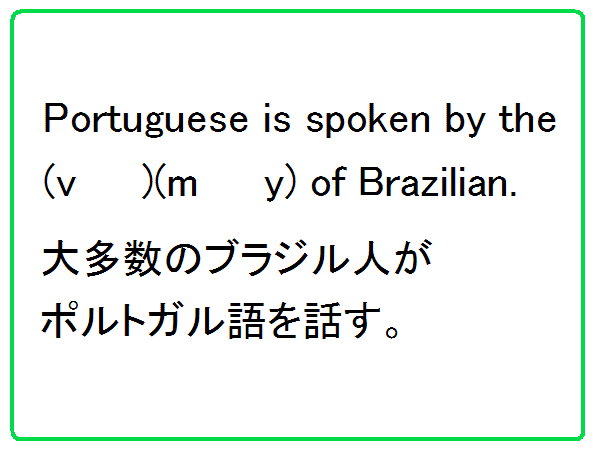 Portuguese is spoken by the
(v      )(m      y) of Brazilian.
大多数のブラジル人が
ポルトガル語を話す。